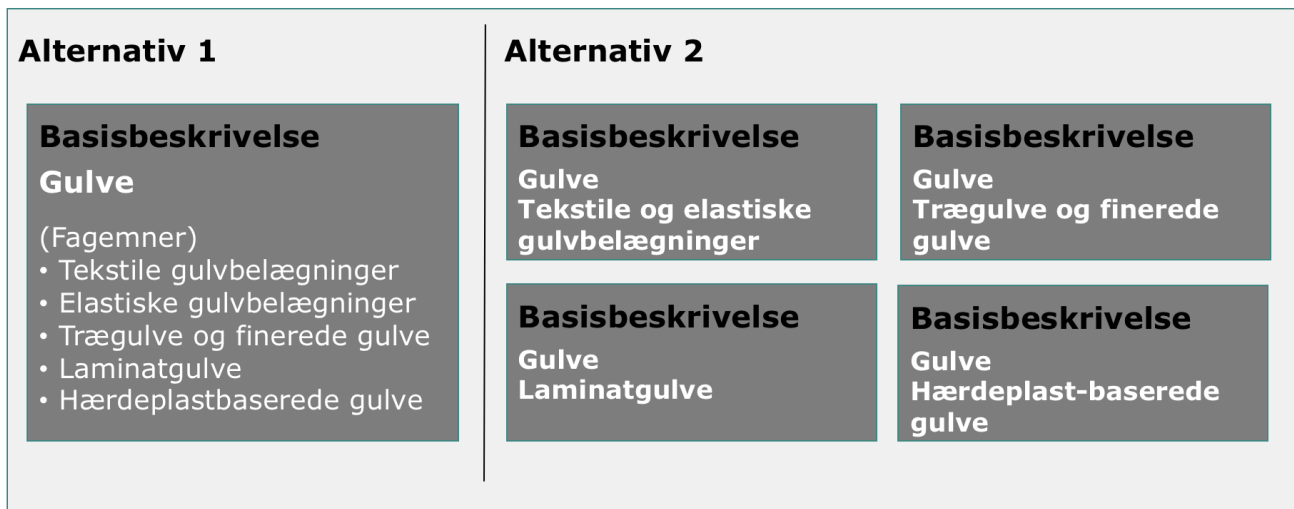 Alternativ 1
Basisbeskrivelse
Gulve
(Fagemner)
• Tekstile gulvbelægninger
• Elastiske gulvbelægninger
• Trægulve og finerede gulve
• Laminatgulve
• Hærdeplastbaserede gulve
Alternativ 2
Basisbeskrivelse
Gulve
Tekstile og elastiske
gulvbelægninger
Basisbeskrivelse
Gulve
Trægulve og finerede
gulve
Basisbeskrivelse
Gulve
Laminatgulve
Basisbeskrivelse
Gulve
Hærdeplast-baserede
gulve